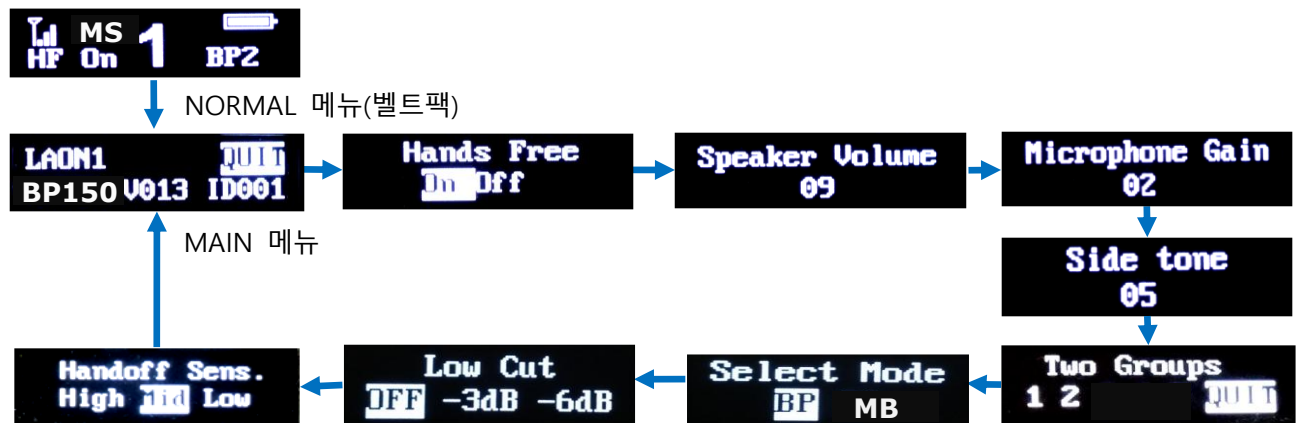 MS
HF On 1 BP2
NORMAL 메뉴(벨트팩)
LAON1 QUIT
BP150 V013 ID001
Hands Free
On Off
Speaker Volume
09
Microphone Gain
02
MAIN 메뉴
Side tone
05
Two Groups
1 2 QUIT
Select Mode
BP MB
Low Cut
OFF -3dB -6dB
Handoff Sens.
High Mid Low